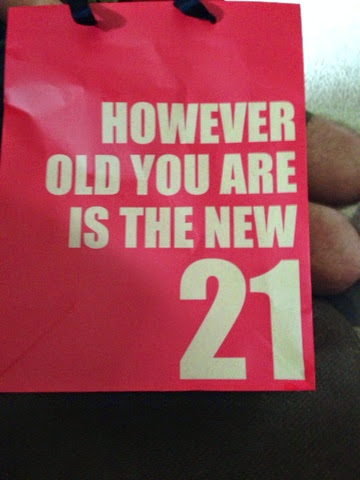 HOWEVER
OLD YOU ARE
IS THE NEW
21